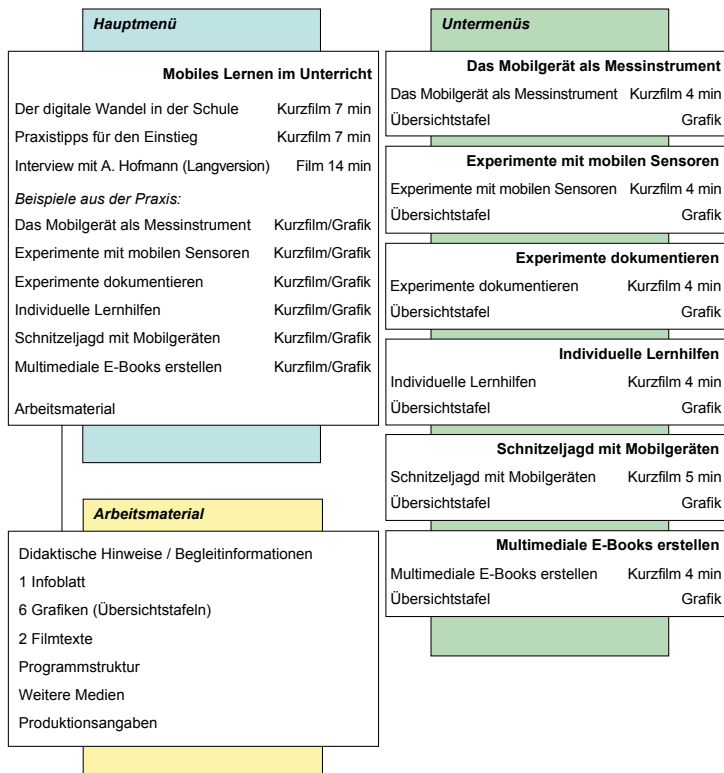 Hauptmenü
Mobiles Lernen im Unterricht
Der digitale Wandel in der Schule Kurzfilm 7 min
Praxistipps für den Einstieg Kurzfilm 7 min
Interview mit A. Hofmann (Langversion) Film 14 min
Beispiele aus der Praxis:
Das Mobilgerät als Messinstrument Kurzfilm/Grafik
Experimente mit mobilen Sensoren Kurzfilm/Grafik
Experimente dokumentieren Kurzfilm/Grafik
Individuelle Lernhilfen Kurzfilm/Grafik
Schnitzeljagd mit Mobilgeräten Kurzfilm/Grafik
Multimediale E-Books erstellen Kurzfilm/Grafik
Arbeitsmaterial
Arbeitsmaterial
Didaktische Hinweise / Begleitinformationen
1 Infoblatt
6 Grafiken (Übersichtstafeln)
2 Filmtexte
Programmstruktur
Weitere Medien
Produktionsangaben
Untermenüs
Das Mobilgerät als Messinstrument
Das Mobilgerät als Messinstrument Kurzfilm 4 min
Übersichtstafel Grafik
Experimente mit mobilen Sensoren
Experimente mit mobilen Sensoren Kurzfilm 4 min
Übersichtstafel Grafik
Experimente dokumentieren
Experimente dokumentieren Kurzfilm 4 min
Übersichtstafel Grafik
Individuelle Lernhilfen
Individuelle Lernhilfen Kurzfilm 4 min
Übersichtstafel Grafik
Schnitzeljagd mit Mobilgeräten
Schnitzeljagd mit Mobilgeräten Kurzfilm 5 min
Übersichtstafel Grafik
Multimediale E-Books erstellen
Multimediale E-Books erstellen Kurzfilm 4 min
Übersichtstafel Grafik